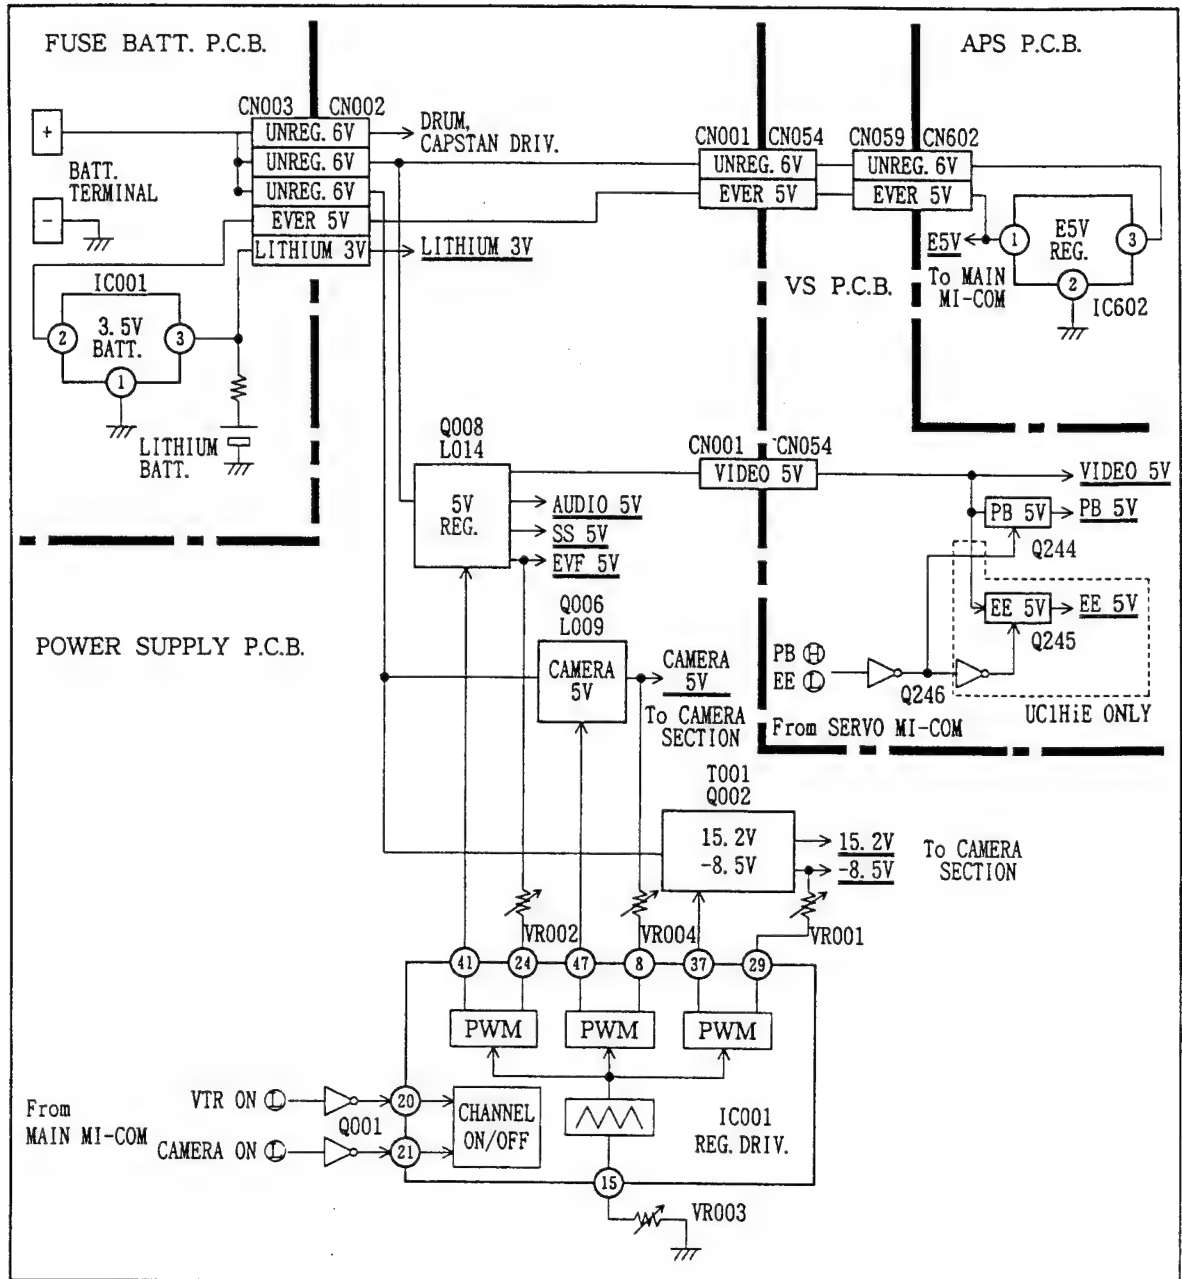 FUSE BATT. P.C.B.
APS P.C.B.
CN003 CN002
+
UNREG. 6V
DRUM,
CAPSTAN DRIV.
CN001 CN054
CN059 CN602
UNREG. 6V
UNREG. 6V
UNREG. 6V
BATT.
TERMINAL
UNREG. 6V
EVER 5V
EVER 5V
-
EVER 5V
E5V
1
E5V
REG.
3
LITHIUM 3V
LITHIUM 3V
IC001
VS P.C.B.
To MAIN
MI-COM
2
IC602
2
3.5V
BATT.
3
1
LITHIUM
BATT.
Q008
L014
CN001 CN054
VIDEO 5V
VIDEO 5V
5V
REG.
AUDIO 5V
SS 5V
EVF 5V
PB 5V
PB 5V
Q244
Q006
L009
EE 5V
EE 5V
Q245
POWER SUPPLY P.C.B.
CAMERA
5V
CAMERA
5V
To CAMERA
SECTION
PB H
EE L
Q246
UC1HiE ONLY
From SERVO MI-COM
T001
Q002
15.2V
-8.5V
15.2V
-8.5V
To CAMERA
SECTION
VR002
VR004
VR001
41
24
47
8
37
29
PWM
PWM
PWM
From
MAIN MI-COM
VTR ON L
CAMERA ON L
Q001
20
21
CHANNEL
ON/OFF
IC001
REG. DRIV.
15
VR003